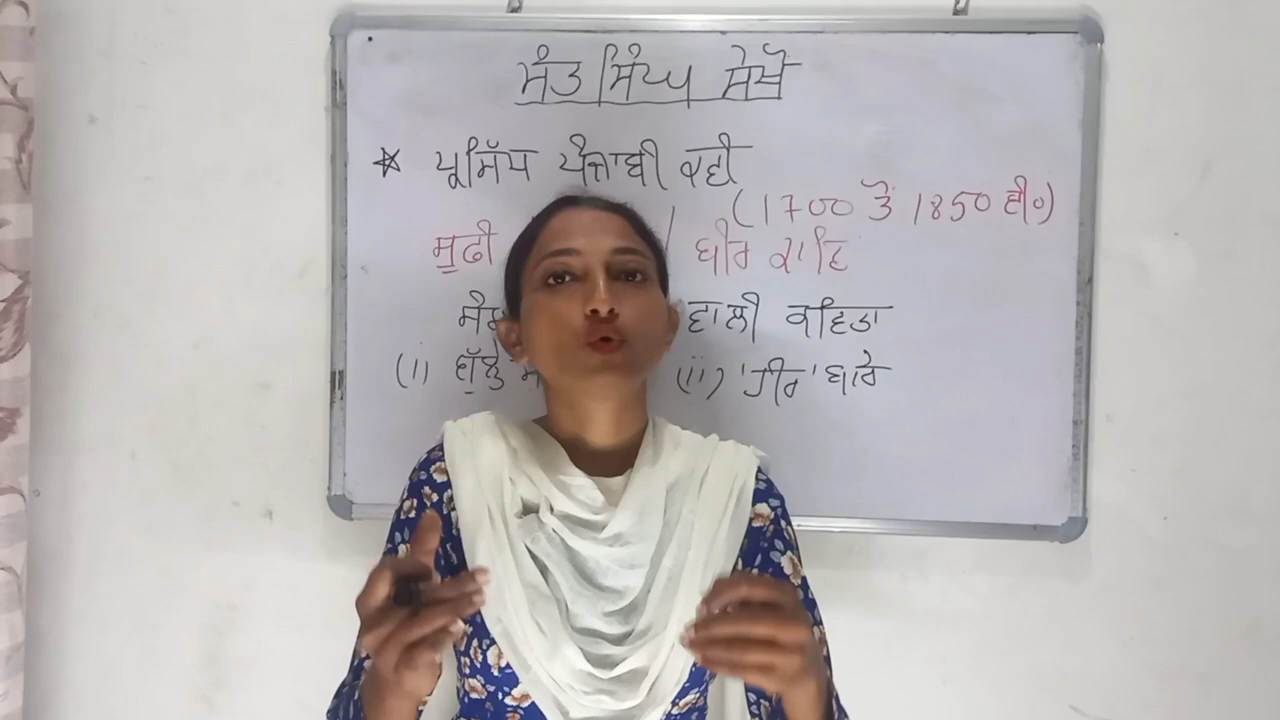 ਸੰਤ ਸਿੰਘ ਸੇਖੋਂ
☆ ਪ੍ਰਸਿੱਧ ਪੰਜਾਬੀ ਕਵੀ
(1700 ਤੋਂ 1850 ਈ.)
ਸੂਫੀ / ਬੀਰ ਕਾਵਿ
ਵਾਲੀ ਕਵਿਤਾ
(i) ਬੁੱਲ੍ਹੇ (ii) 'ਹੀਰ' ਬਾਰੇ